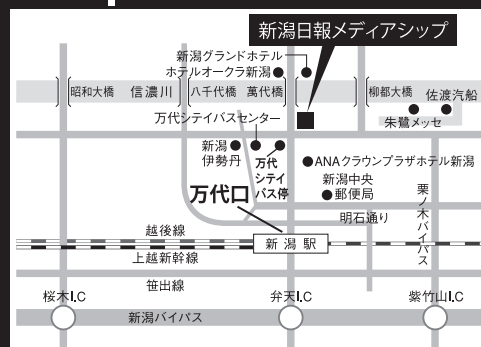 新潟日報メディアシップ
新潟グランドホテル
ホテルオークラ新潟
昭和大橋
信濃川
八千代橋
萬代橋
柳都大橋
佐渡汽船
朱鷺メッセ
万代シテイバスセンター
新潟
伊勢丹
万代
シテイ
バス停
ANAクラウンプラザホテル新潟
新潟中央
郵便局
万代口
明石通り
栗ノ木バイパス
越後線
新潟駅
上越新幹線
笹出線
桜木I.C
弁天I.C
紫竹山I.C
新潟バイパス